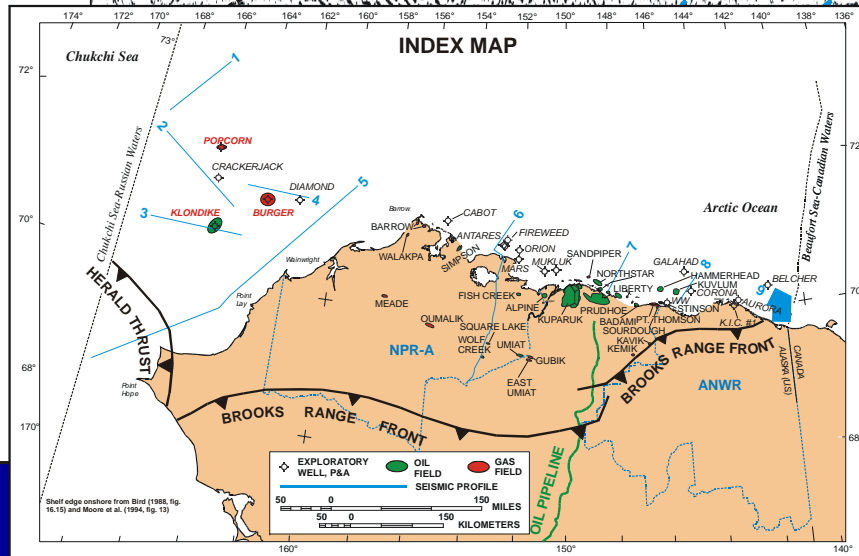 174° 172° 170° 168° 166° 164° 162° 160° 158° 156° 154° 152° 150° 148° 146° 144° 142° 140° 138° 136°
INDEX MAP
Chukchi Sea
73°
72°
1
2
POPCORN
CRACKERJACK
DIAMOND
3
KLONDIKE
BURGER
4
5
70°
Chukchi Sea-Russian Waters
Barrow
BARROW
CABOT
6
FIREWEED
ANTARES
ORION
WALAKPA
SIMPSON
MARS
MUKLUK
SANDPIPER
7
Arctic Ocean
Beaufort Sea-Canadian Waters
72
GALAHAD
8
HAMMERHEAD
NORTHSTAR
KUVLUM
BELCHER
LIBERTY
CORONA
9
AURORA
70
Wainwright
Point Lay
MEADE
FISH CREEK
ALPINE
KUPARUK
PRUDHOE
WW
STINSON
K.I.C. #1
BADAMI
PT. THOMSON
SOURDOUGH
KAVIK
KEMIK
HERALD THRUST
OUMALIK
SQUARE LAKE
WOLF CREEK
UMIAT
GUBIK
EAST UMIAT
NPR-A
ANWR
BROOKS RANGE FRONT
CANADA
ALASKA (US)
68°
Point Hope
BROOKS RANGE FRONT
170°
68
OIL PIPELINE
EXPLORATORY WELL, P&A
OIL FIELD
GAS FIELD
SEISMIC PROFILE
50 0 150
MILES
50 0 150
KILOMETERS
Shelf edge onshore from Bird (1988, fig.
16.15) and Moore et al. (1994, fig. 13)
160° 150° 140°